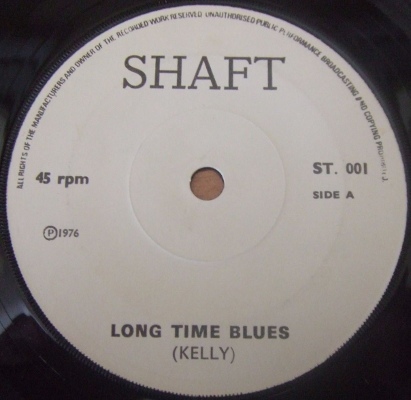 ALL RIGHTS OF THE MANUFACTURERS AND OWNER OF THE RECORDED WORK RESERVED UNAUTHORISED PUBLIC PERFORMANCE BROADCASTING AND COPYING PROHIBITED.
SHAFT
45 rpm
ST. 001
SIDE A
℗1976
LONG TIME BLUES
(KELLY)